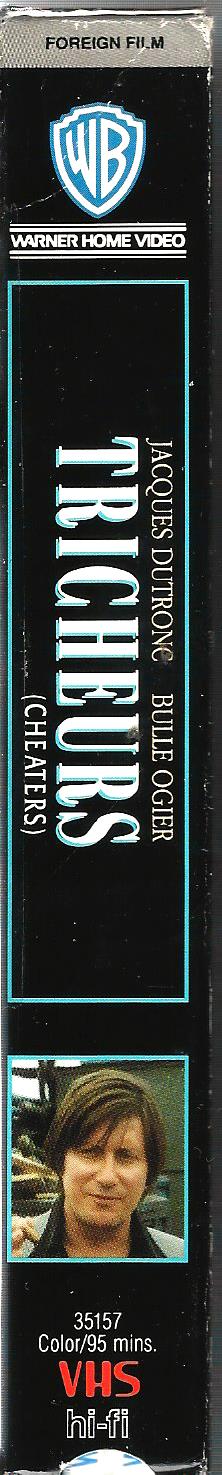 FOREIGN FILM
WB
WARNER HOME VIDEO
JACQUES DUTRONC BULLE OGIER
TRICHEURS
(CHEATERS)
35157
Color/95 mins.
VHS
hi-fi